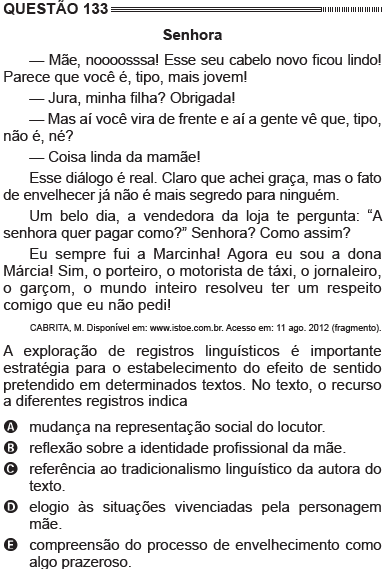 QUESTÃO 133
Senhora
— Mãe, noooosssa! Esse seu cabelo novo ficou lindo!
Parece que você é, tipo, mais jovem!
— Jura, minha filha? Obrigada!
— Mas aí você vira de frente e aí a gente vê que, tipo,
não é, né?
— Coisa linda da mamãe!
Esse diálogo é real. Claro que achei graça, mas o fato
de envelhecer já não é mais segredo para ninguém.
Um belo dia, a vendedora da loja te pergunta: “A
senhora quer pagar como?” Senhora? Como assim?
Eu sempre fui a Marcinha! Agora eu sou a dona
Márcia! Sim, o porteiro, o motorista de táxi, o jornaleiro,
o garçom, o mundo inteiro resolveu ter um respeito
comigo que eu não pedi!
CABRITA, M. Disponível em: www.istoe.com.br. Acesso em: 11 ago. 2012 (fragmento).
A exploração de registros linguísticos é importante
estratégia para o estabelecimento do efeito de sentido
pretendido em determinados textos. No texto, o recurso
a diferentes registros indica
A mudança na representação social do locutor.
B reflexão sobre a identidade profissional da mãe.
C referência ao tradicionalismo linguístico da autora do
texto.
D elogio às situações vivenciadas pela personagem
mãe.
E compreensão do processo de envelhecimento como
algo prazeroso.